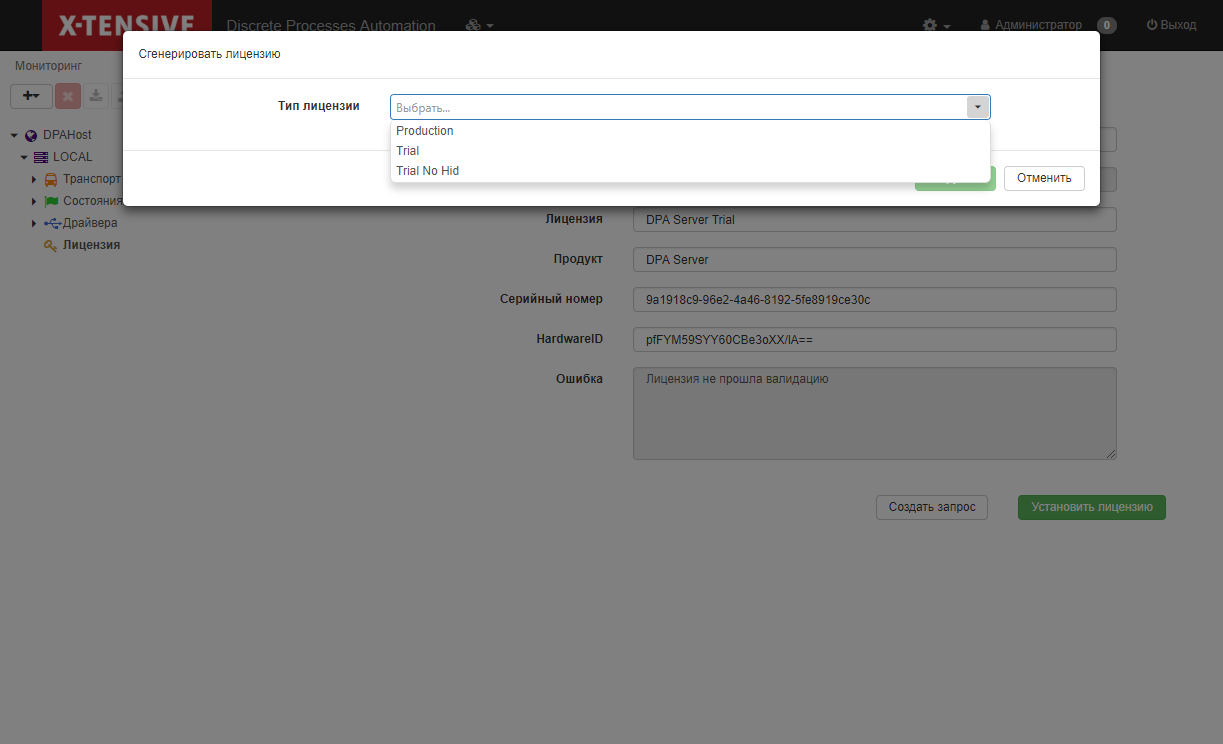 X-TENSIVE
Discrete Processes Automation
Администратор
0
Выход
Мониторинг
Сгенерировать лицензию
Тип лицензии
Выбрать...
Production
Trial
Trial No Hid
Отменить
DPAHost
LOCAL
Транспорт
Состояния
Драйвера
Лицензия
Лицензия
DPA Server Trial
Продукт
DPA Server
Серийный номер
9a1918c9-96e2-4a46-8192-5fe8919ce30c
HardwareID
pfFYM59SYY60CBe3oXX/IA==
Ошибка
Лицензия не прошла валидацию
Создать запрос
Установить лицензию